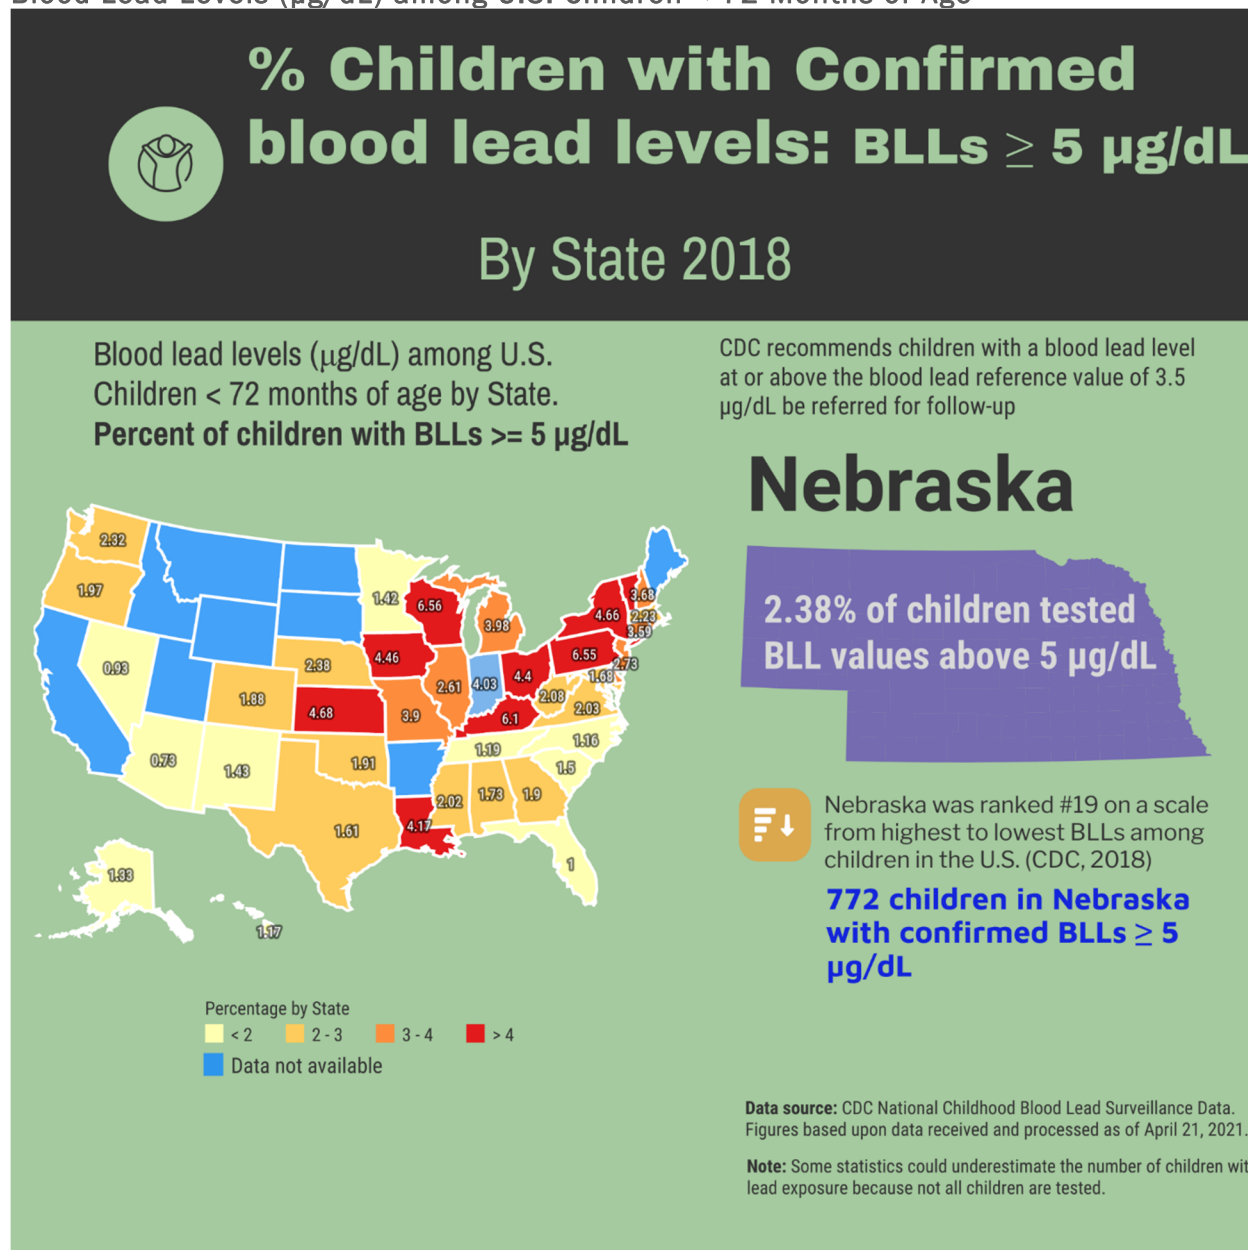 % Children with Confirmed
blood lead levels: BLLs ≥ 5 µg/dL
By State 2018
Blood lead levels (µg/dL) among U.S.
Children < 72 months of age by State.
Percent of children with BLLs >= 5 µg/dL
CDC recommends children with a blood lead level
at or above the blood lead reference value of 3.5
µg/dL be referred for follow-up
Nebraska
2.38% of children tested
BLL values above 5 µg/dL
2.32
1.97
1.42
6.56
3.98
4.66
3.68
2.23
3.59
0.93
2.38
4.46
6.55
2.73
1.88
4.68
3.9
2.61
4.03
4.4
2.08
1.68
2.03
6.1
0.73
1.43
1.91
1.19
1.16
1.5
1.61
2.02
1.73
1.9
4.17
1
1.33
1.17
Nebraska was ranked #19 on a scale
from highest to lowest BLLs among
children in the U.S. (CDC, 2018)
772 children in Nebraska
with confirmed BLLs ≥ 5
µg/dL
Percentage by State
< 2 2 - 3 3 - 4 > 4
Data not available
Data source: CDC National Childhood Blood Lead Surveillance Data.
Figures based upon data received and processed as of April 21, 2021.
Note: Some statistics could underestimate the number of children wit
lead exposure because not all children are tested.